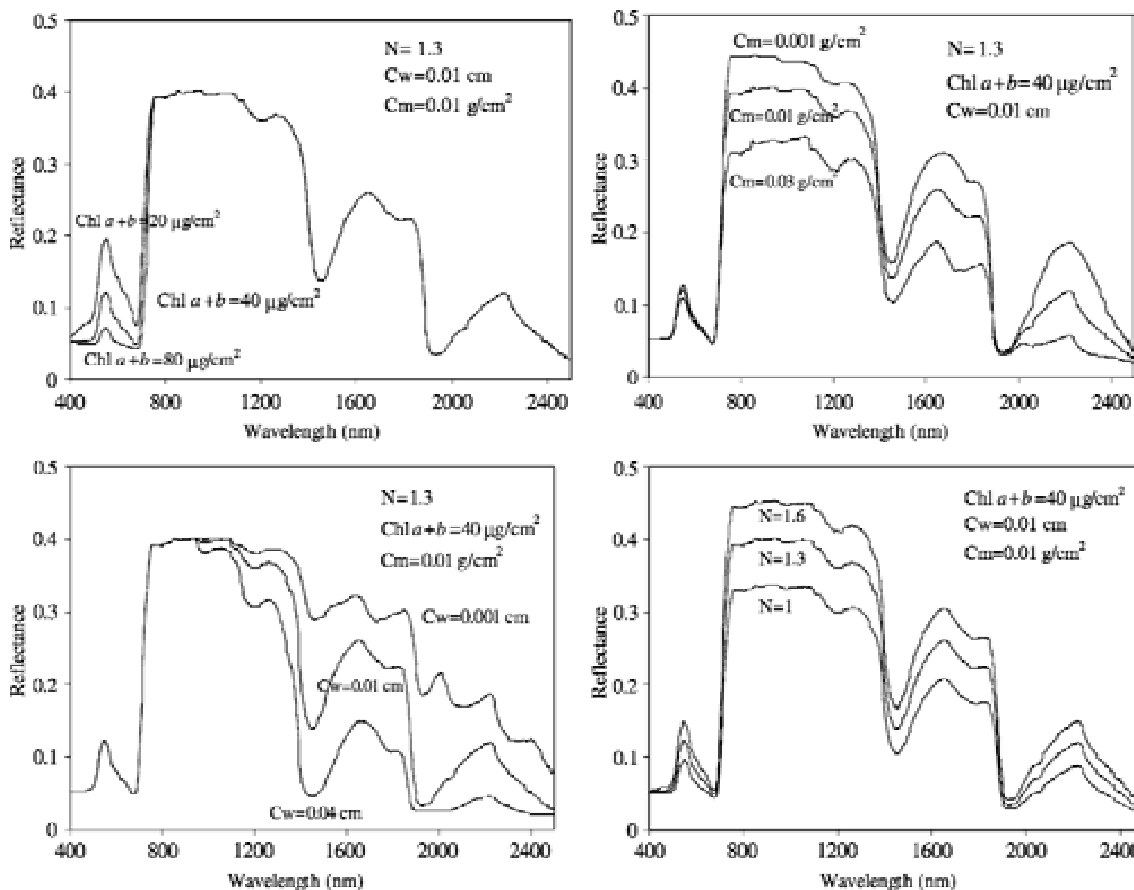 0.5
0.4
0.3
0.2
0.1
0
Reflectance
N= 1.3
Cw=0.01 cm
Cm=0.01 g/cm²
Chl a+b=20 µg/cm²
Chl a+b=40 µg/cm²
Chl a+b=80 µg/cm²
400 800 1200 1600 2000 2400
Wavelength (nm)
0.5
0.4
0.3
0.2
0.1
0
Reflectance
Cm=0.001 g/cm²
N=1.3
Chl a+b=40 µg/cm²
Cw=0.01 cm
Cm=0.01 g/cm²
Cm=0.03 g/cm²
400 800 1200 1600 2000 2400
Wavelength (nm)
0.5
0.4
0.3
0.2
0.1
0
Reflectance
N=1.3
Chl a+b=40 µg/cm²
Cm=0.01 g/cm²
Cw=0.001 cm
Cw=0.01 cm
Cw=0.04 cm
400 800 1200 1600 2000 2400
Wavelength (nm)
0.5
0.4
0.3
0.2
0.1
0
Reflectance
Chl a+b=40 µg/cm²
Cw=0.01 cm
Cm=0.01 g/cm²
N=1.6
N=1.3
N=1
400 800 1200 1600 2000 2400
Wavelength (nm)